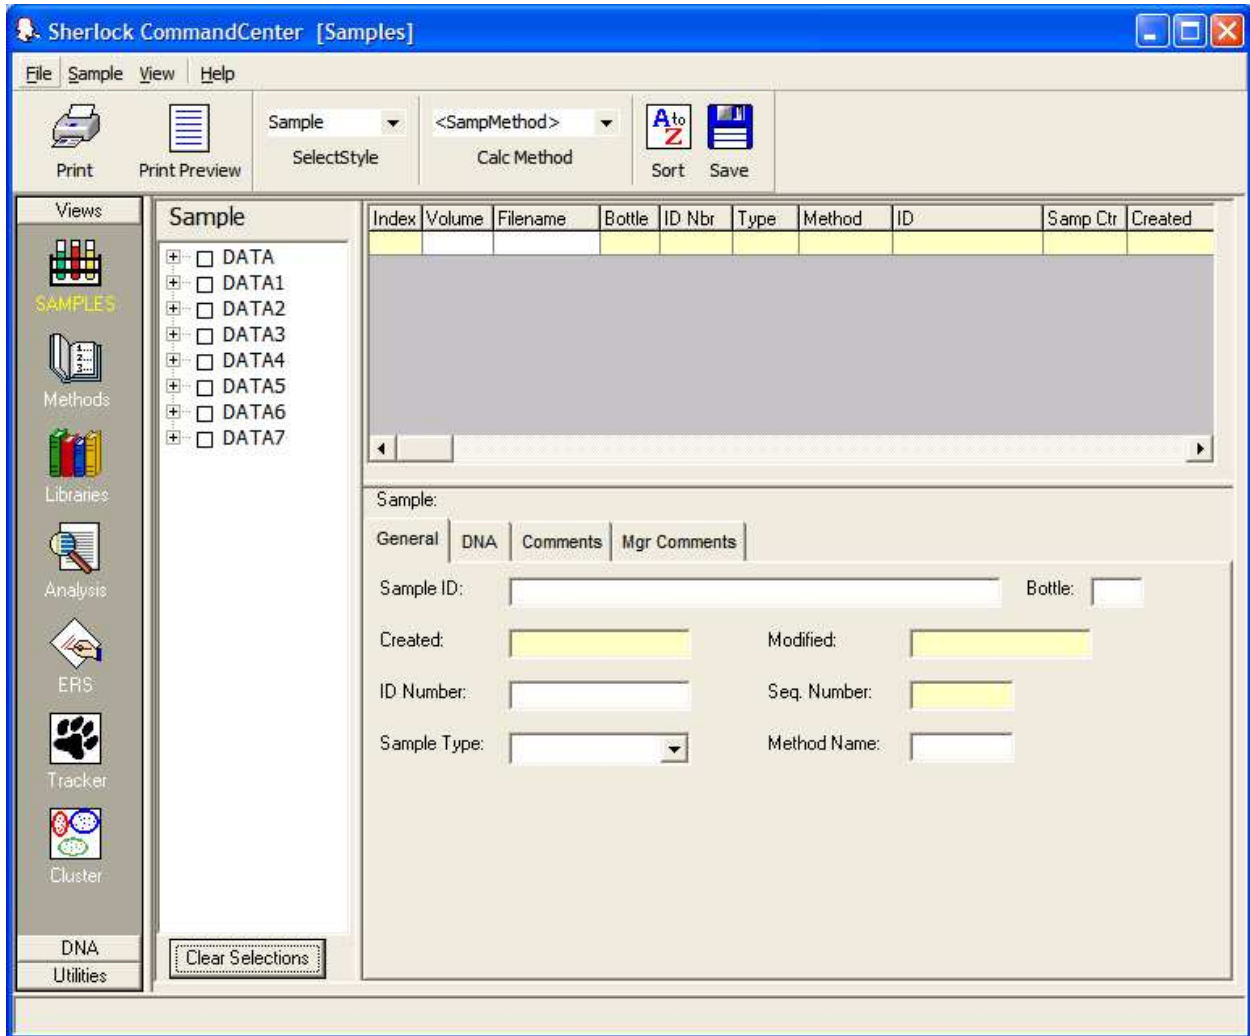 Sherlock CommandCenter [Samples]
File Sample View Help
Sample <SampMethod> A to Z
Print Print Preview SelectStyle Calc Method Sort Save
Views
SAMPLES
1...
2...
3...
Methods
Libraries
Analysis
ERS
Tracker
Cluster
DNA
Utilities
Sample
DATA
DATA1
DATA2
DATA3
DATA4
DATA5
DATA6
DATA7
Clear Selections
Index Volume Filename Bottle ID Nbr Type Method ID Samp Ctr Created
Sample:
General DNA Comments Mgr Comments
Sample ID: Bottle:
Created: Modified:
ID Number: Seq. Number:
Sample Type: Method Name: